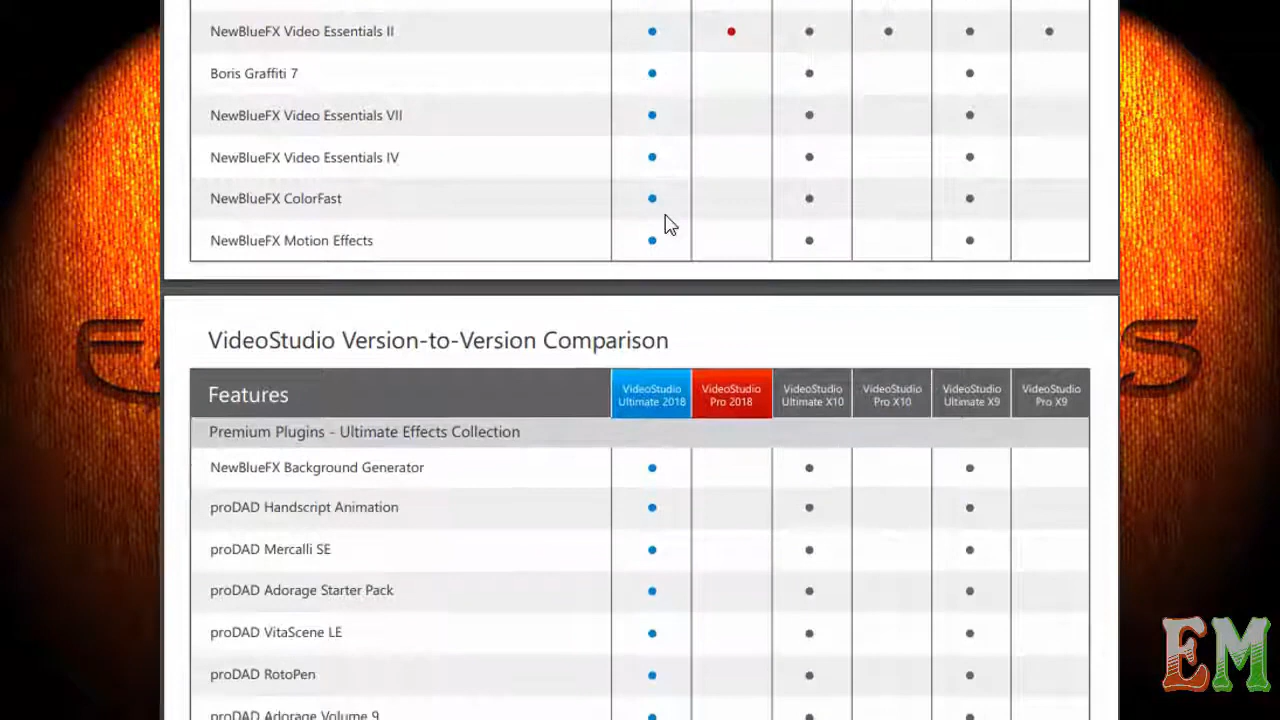 NewBlueFX Video Essentials II
Boris Graffiti 7
NewBlueFX Video Essentials VII
NewBlueFX Video Essentials IV
NewBlueFX ColorFast
NewBlueFX Motion Effects
VideoStudio Version-to-Version Comparison
Features
VideoStudio Ultimate 2018
VideoStudio Pro 2018
VideoStudio Ultimate X10
VideoStudio Pro X10
VideoStudio Ultimate X9
VideoStudio Pro X9
Premium Plugins - Ultimate Effects Collection
NewBlueFX Background Generator
proDAD Handscript Animation
proDAD Mercalli SE
proDAD Adorage Starter Pack
proDAD VitaScene LE
proDAD RotoPen
proDAD Adorage Volume 9
EM